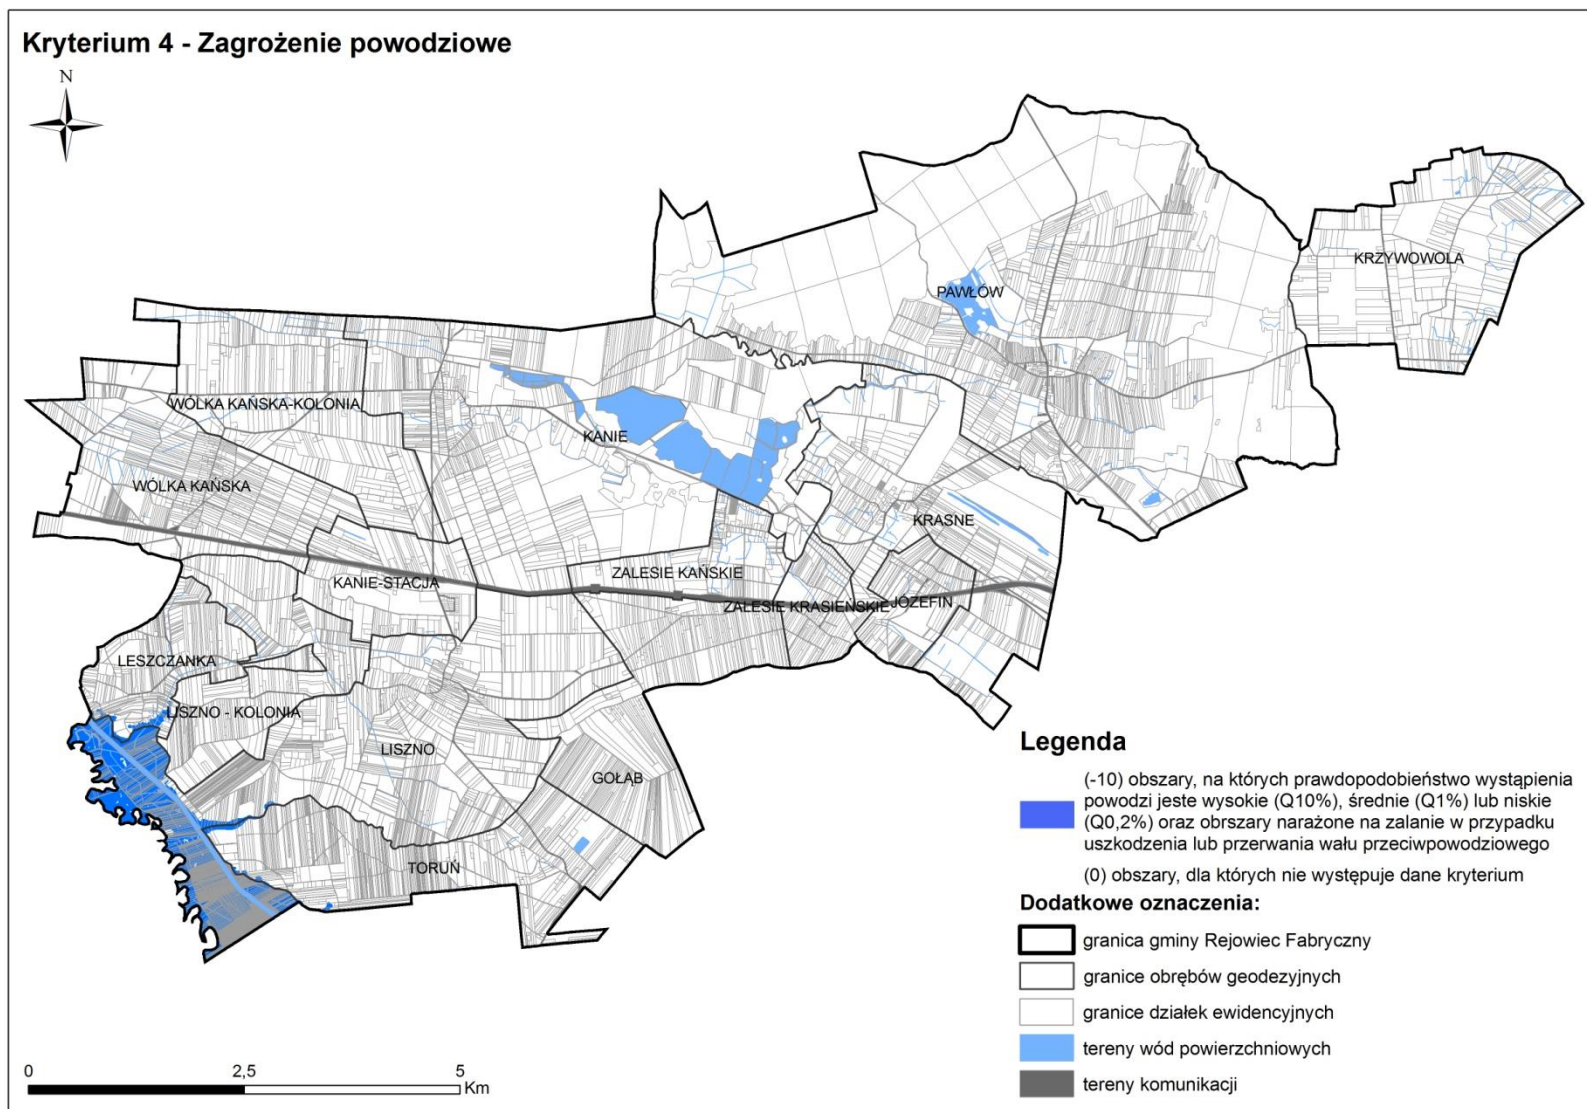 Kryterium 4 - Zagrożenie powodziowe
N
KRZYWOWOLA
PAWŁÓW
WÓLKA KAŃSKA-KOLONIA
KANIE
WÓLKA KAŃSKA
KRASNE
KANIE-STACJA
ZALESIE KAŃSKIE
ZALESIE KRASIEŃSKIE
JÓZEFIN
LESZCZANKA
LISZNO - KOLONIA
LISZNO
GOŁĄB
TORUŃ
Legenda
(-10) obszary, na których prawdopodobieństwo wystąpienia
powodzi jeste wysokie (Q10%), średnie (Q1%) lub niskie
(Q0,2%) oraz obrszary narażone na zalanie w przypadku
uszkodzenia lub przerwania wału przeciwpowodziowego
(0) obszary, dla których nie występuje dane kryterium
Dodatkowe oznaczenia:
granica gminy Rejowiec Fabryczny
granice obrębów geodezyjnych
granice działek ewidencyjnych
tereny wód powierzchniowych
tereny komunikacji
0 2,5 5
Km